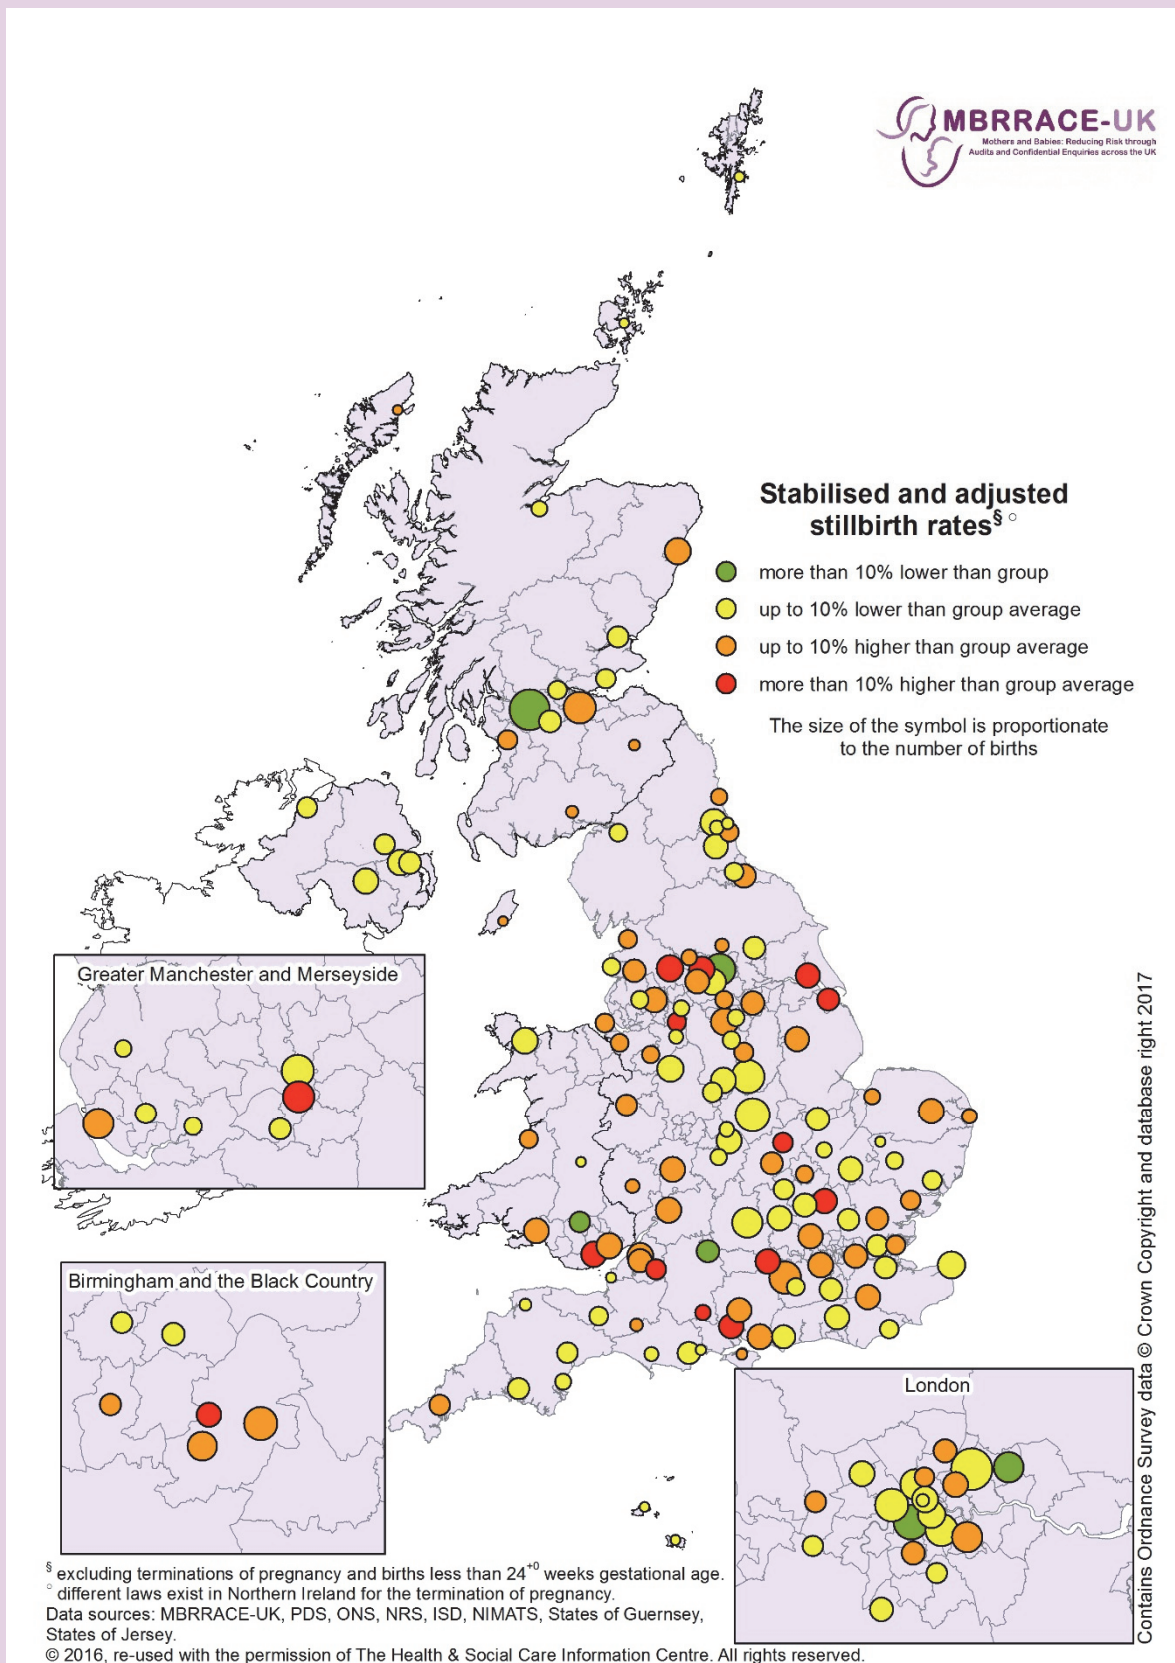 MBRRACE-UK
Mothers and Babies: Reducing Risk through
Audits and Confidential Enquiries across the UK
Stabilised and adjusted
stillbirth rates§ ○
more than 10% lower than group
up to 10% lower than group average
up to 10% higher than group average
more than 10% higher than group average
The size of the symbol is proportionate
to the number of births
Greater Manchester and Merseyside
Birmingham and the Black Country
London
Contains Ordnance Survey data © Crown Copyright and database right 2017
§ excluding terminations of pregnancy and births less than 24+0 weeks gestational age.
○ different laws exist in Northern Ireland for the termination of pregnancy.
Data sources: MBRRACE-UK, PDS, ONS, NRS, ISD, NIMATS, States of Guernsey,
States of Jersey.
© 2016, re-used with the permission of The Health & Social Care Information Centre. All rights reserved.